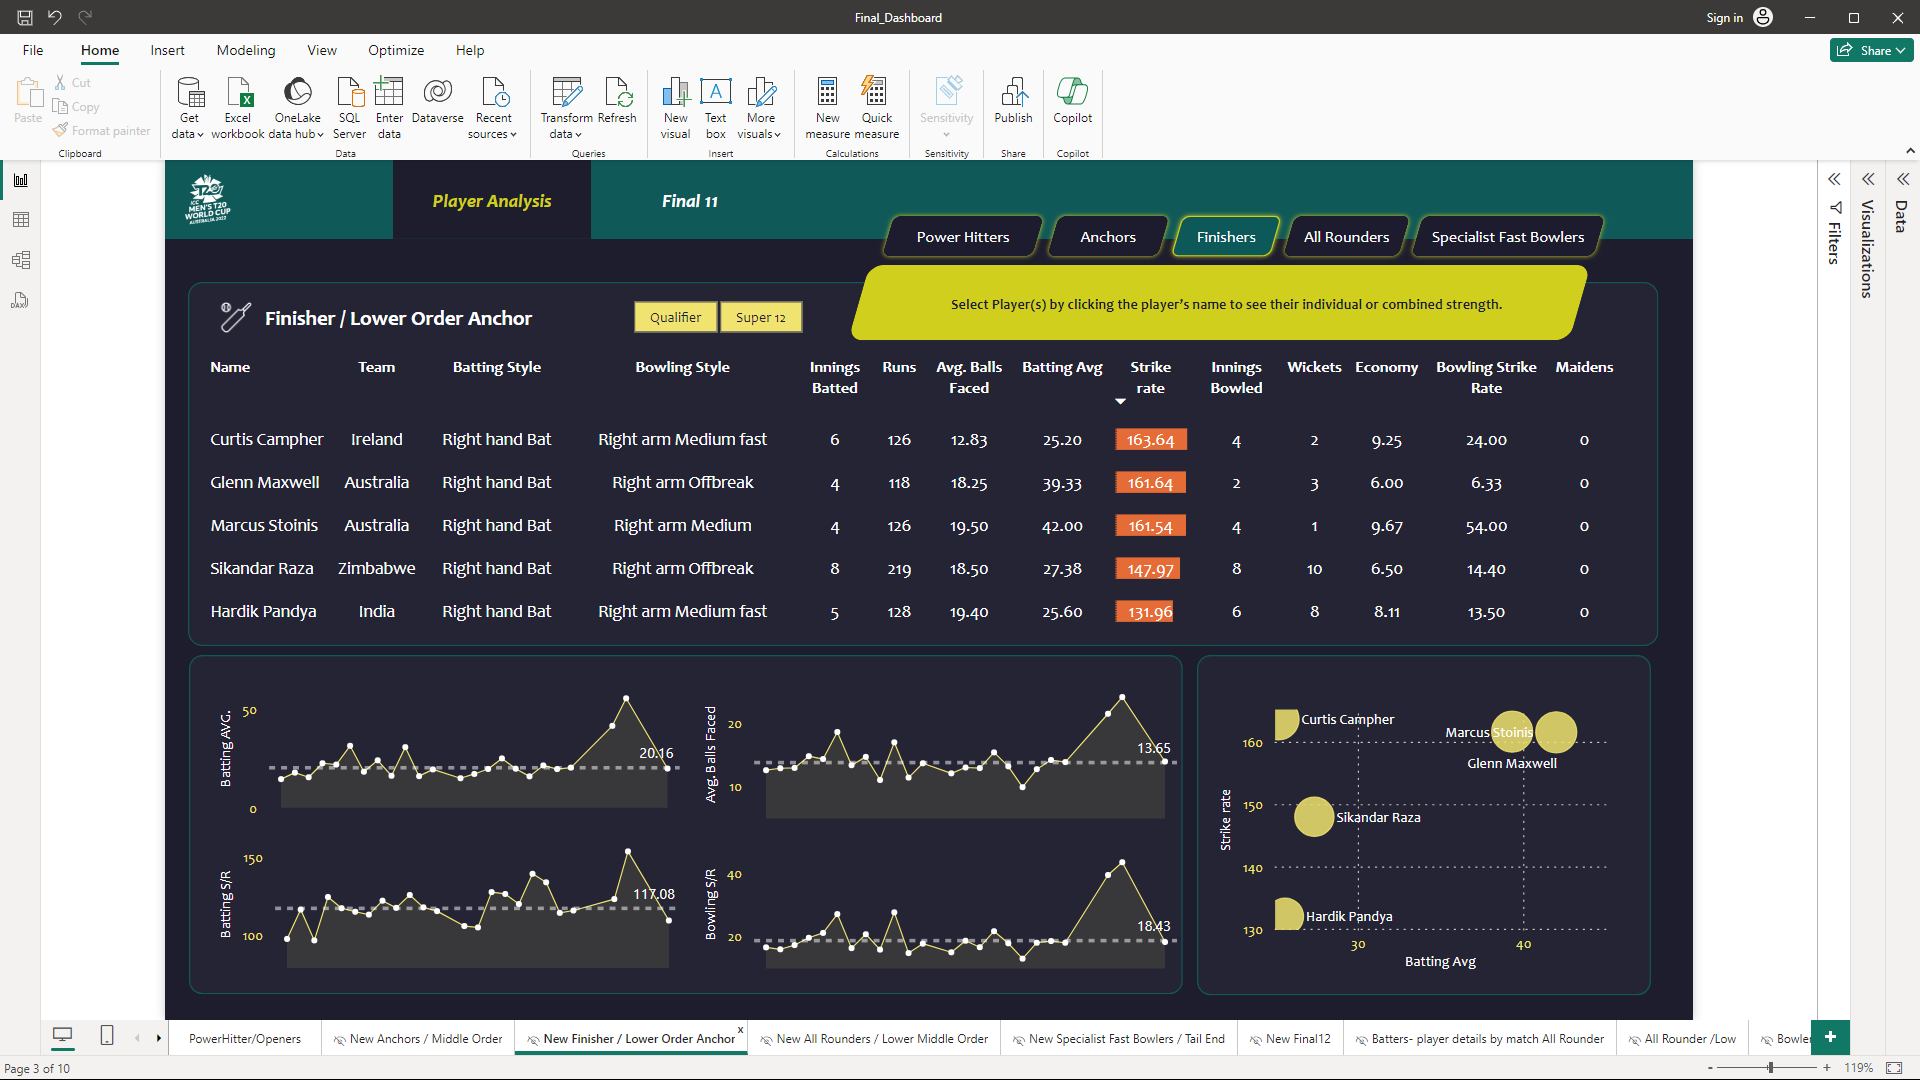 Final_Dashboard
Sign in
File Home Insert Modeling View Optimize Help
Share
Paste
Cut
Copy
Format painter
Clipboard
Get data
Excel workbook
OneLake data hub
SQL Server
Enter data
Dataverse
Recent sources
Data
Transform data
Refresh
Queries
New visual
Text box
More visuals
Insert
New measure
Quick measure
Calculations
Sensitivity
Sensitivity
Publish
Share
Copilot
Copilot
ICC
MEN'S T20
WORLD CUP
AUSTRALIA 2022
Player Analysis
Final 11
Power Hitters
Anchors
Finishers
All Rounders
Specialist Fast Bowlers
Filters
Visualizations
Data
Select Player(s) by clicking the player's name to see their individual or combined strength.
Finisher / Lower Order Anchor
Qualifier
Super 12
Name Team Batting Style Bowling Style Innings Batted Runs Avg. Balls Faced Batting Avg Strike rate Innings Bowled Wickets Economy Bowling Strike Rate Maidens
Curtis Campher Ireland Right hand Bat Right arm Medium fast 6 126 12.83 25.20 163.64 4 2 9.25 24.00 0
Glenn Maxwell Australia Right hand Bat Right arm Offbreak 4 118 18.25 39.33 161.64 2 3 6.00 6.33 0
Marcus Stoinis Australia Right hand Bat Right arm Medium 4 126 19.50 42.00 161.54 4 1 9.67 54.00 0
Sikandar Raza Zimbabwe Right hand Bat Right arm Offbreak 8 219 18.50 27.38 147.97 8 10 6.50 14.40 0
Hardik Pandya India Right hand Bat Right arm Medium fast 5 128 19.40 25.60 131.96 6 8 8.11 13.50 0
Batting AVG.
50
0
20.16
Avg.Balls Faced
20
10
13.65
Batting S/R
150
100
117.08
Bowling S/R
40
20
18.43
Strike rate
160
150
140
130
Curtis Campher
Marcus Stoinis
Glenn Maxwell
Sikandar Raza
Hardik Pandya
30 40
Batting Avg
PowerHitter/Openers
New Anchors / Middle Order
New Finisher / Lower Order Anchor
x
New All Rounders / Lower Middle Order
New Specialist Fast Bowlers / Tail End
New Final12
Batters- player details by match All Rounder
All Rounder /Low
Bowler
+
Page 3 of 10
- + 119%